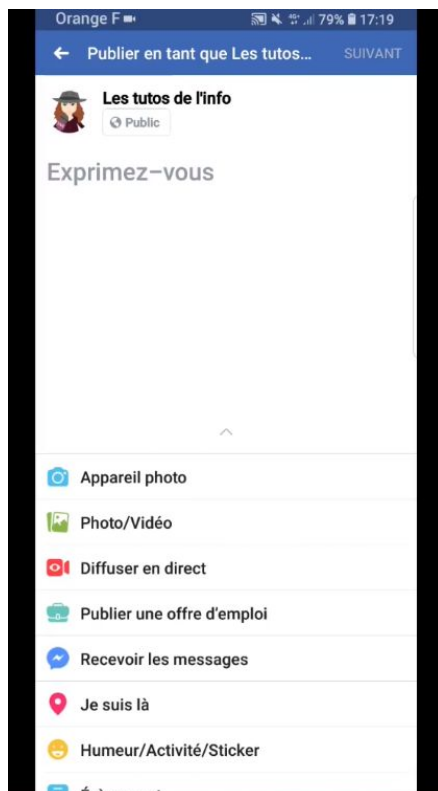 Orange F 79% 17:19
Publier en tant que Les tutos... SUIVANT
Les tutos de l'info
Public
Exprimez-vous
Appareil photo
Photo/Vidéo
Diffuser en direct
Publier une offre d'emploi
Recevoir les messages
Je suis là
Humeur/Activité/Sticker